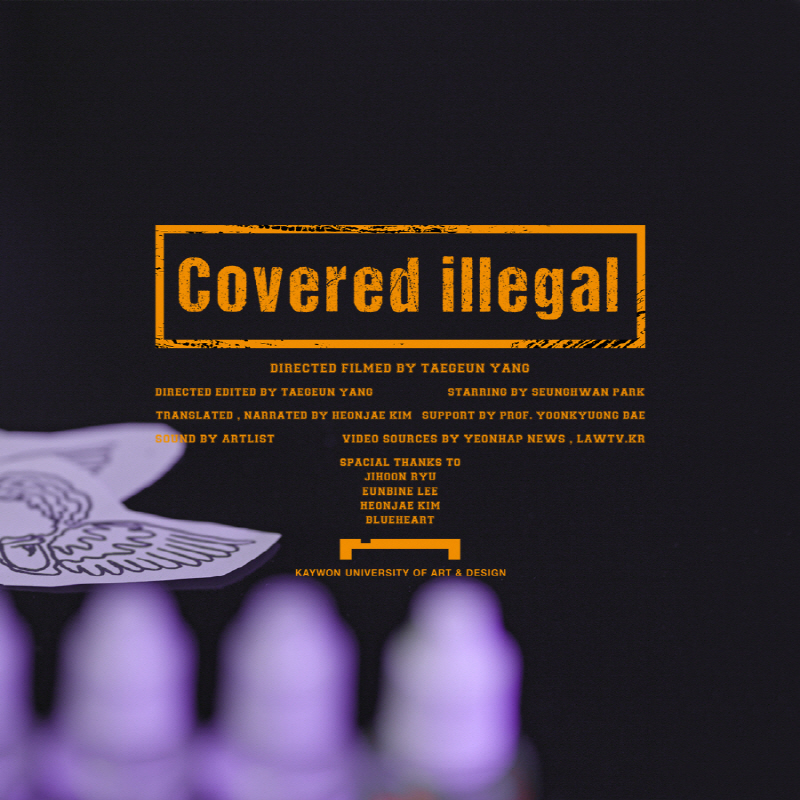 Covered illegal
DIRECTED FILMED BY TAEGEUN YANG
DIRECTED EDITED BY TAEGEUN YANG STARRING BY SEUNGHWAN PARK
TRANSLATED , NARRATED BY HEONJAE KIM SUPPORT BY PROF. YOONKYUONG BAE
SOUND BY ARTLIST VIDEO SOURCES BY YEONHAP NEWS , LAWTV.KR
SPACIAL THANKS TO
JIHOON RYU
EUNBINE LEE
HEONJAE KIM
BLUEHEART
KAYWON UNIVERSITY OF ART & DESIGN